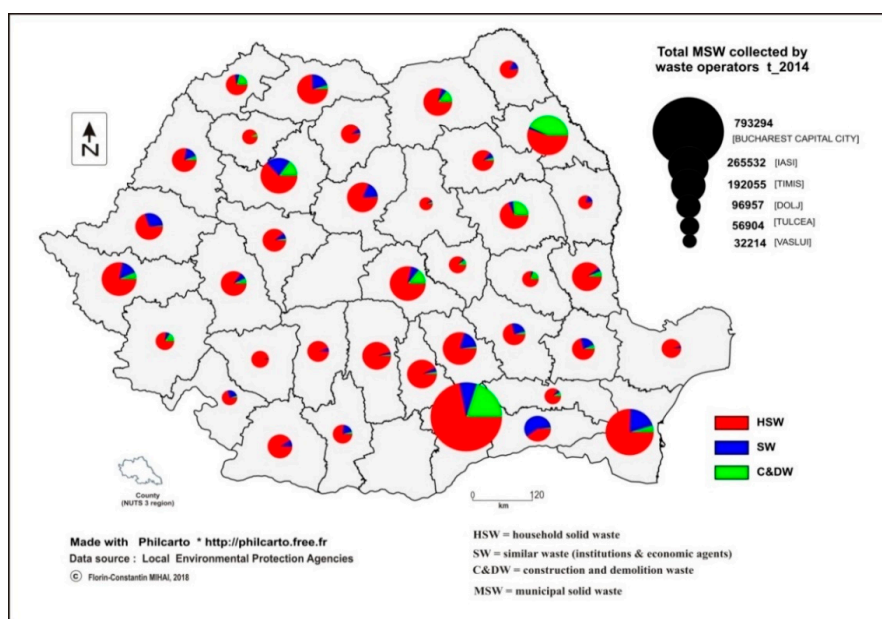 Total MSW collected by
waste operators t_2014
793294
[BUCHAREST CAPITAL CITY]
265532 [IASI]
192055 [TIMIS]
96957 [DOLJ]
56904 [TULCEA]
32214 [VASLUI]
N
HSW
SW
C&DW
County
(NUTS 3 region)
0 120
km
Made with Philcarto * http://philcarto.free.fr
Data source : Local Environmental Protection Agencies
© Florin-Constantin MIHAI, 2018
HSW = household solid waste
SW = similar waste (institutions & economic agents)
C&DW = construction and demolition waste
MSW = municipal solid waste